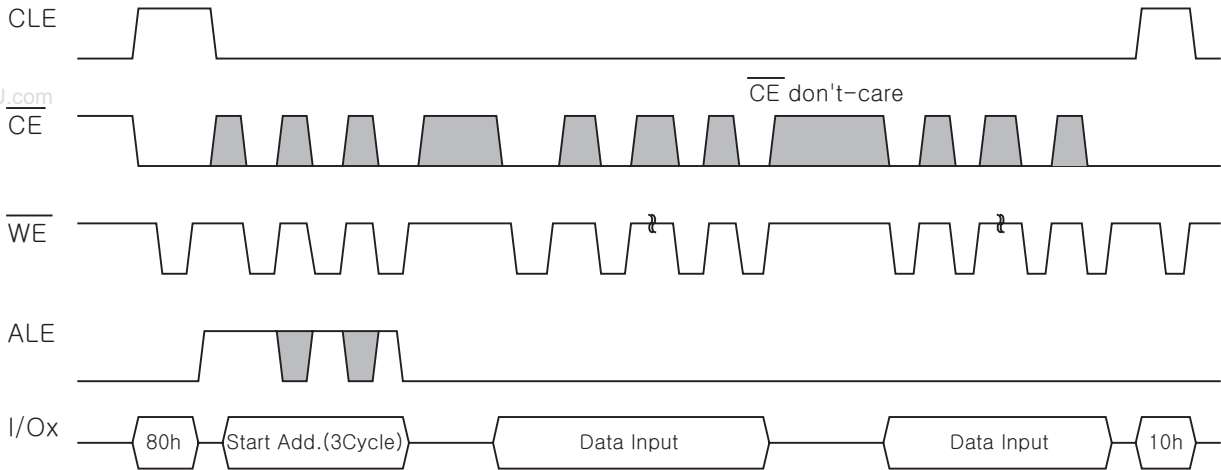 CLE
J.com
CE
CE don't-care
WE
ALE
I/Ox
80h
Start Add.(3Cycle)
Data Input
Data Input
10h